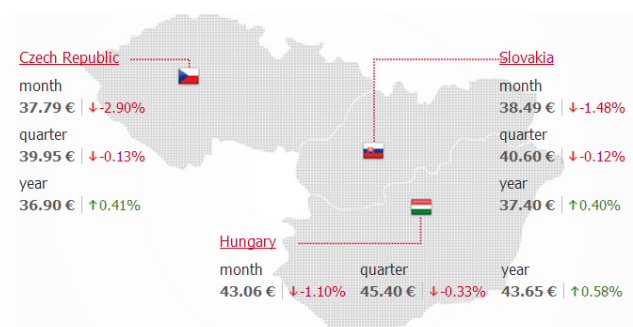 Czech Republic
month
37.79 € ↓-2.90%
quarter
39.95 € ↓-0.13%
year
36.90 € ↑0.41%
Slovakia
month
38.49 € ↓-1.48%
quarter
40.60 € ↓-0.12%
year
37.40 € ↑0.40%
Hungary
month quarter year
43.06 € ↓-1.10% 45.40 € ↓-0.33% 43.65 € ↑0.58%